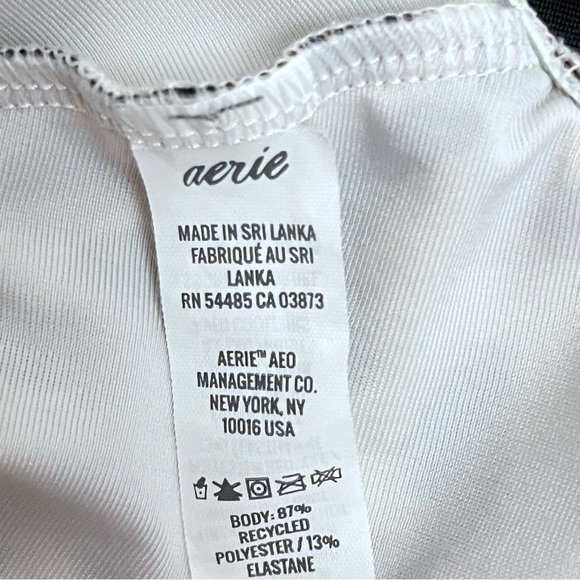 aerie
MADE IN SRI LANKA
FABRIQUÉ AU SRI
LANKA
RN 54485 CA 03873
AERIE™ AEO
MANAGEMENT CO.
NEW YORK, NY
10016 USA
BODY: 87%
RECYCLED
POLYESTER / 13%
ELASTANE